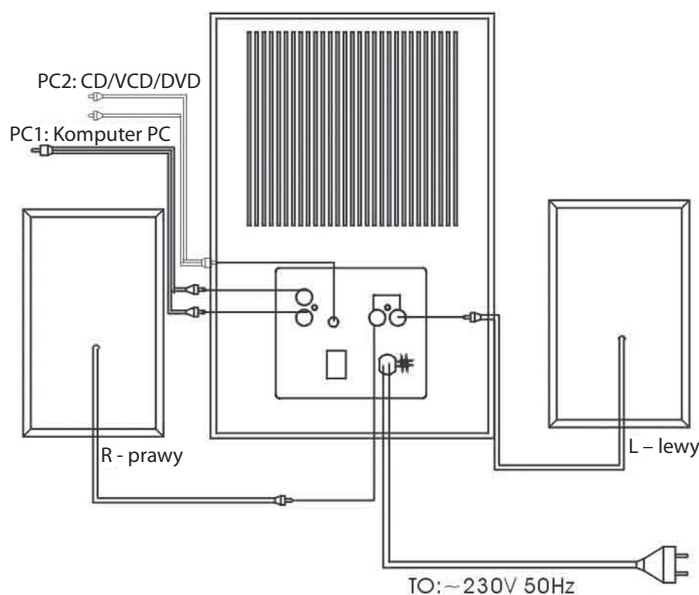 PC2: CD/VCD/DVD
PC1: Komputer PC
R - prawy
L – lewy
TO:~230V 50Hz